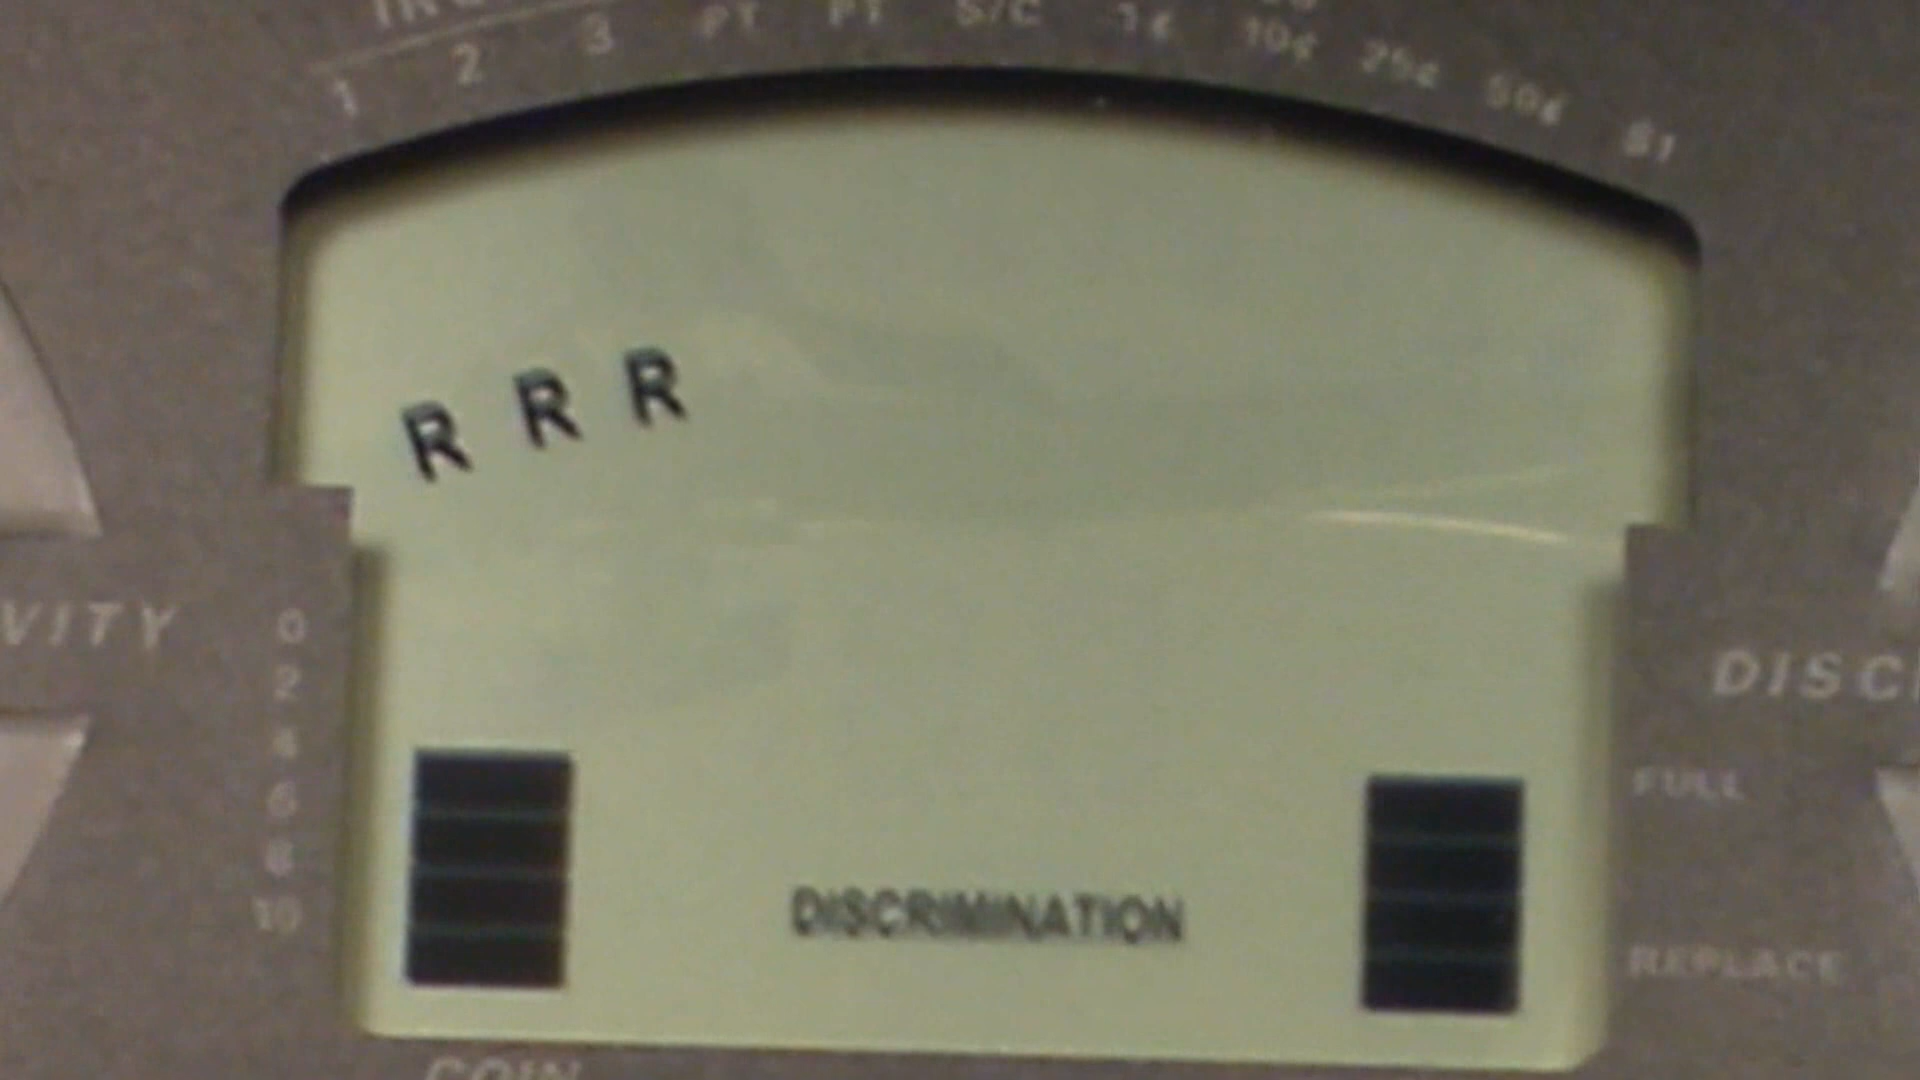 1 2 3 PT PT S/C 1¢ 10¢ 25¢ 50¢ $1
R R R
VITY
0
2
4
6
8
10
DISC
FULL
REPLACE
DISCRIMINATION
COIN